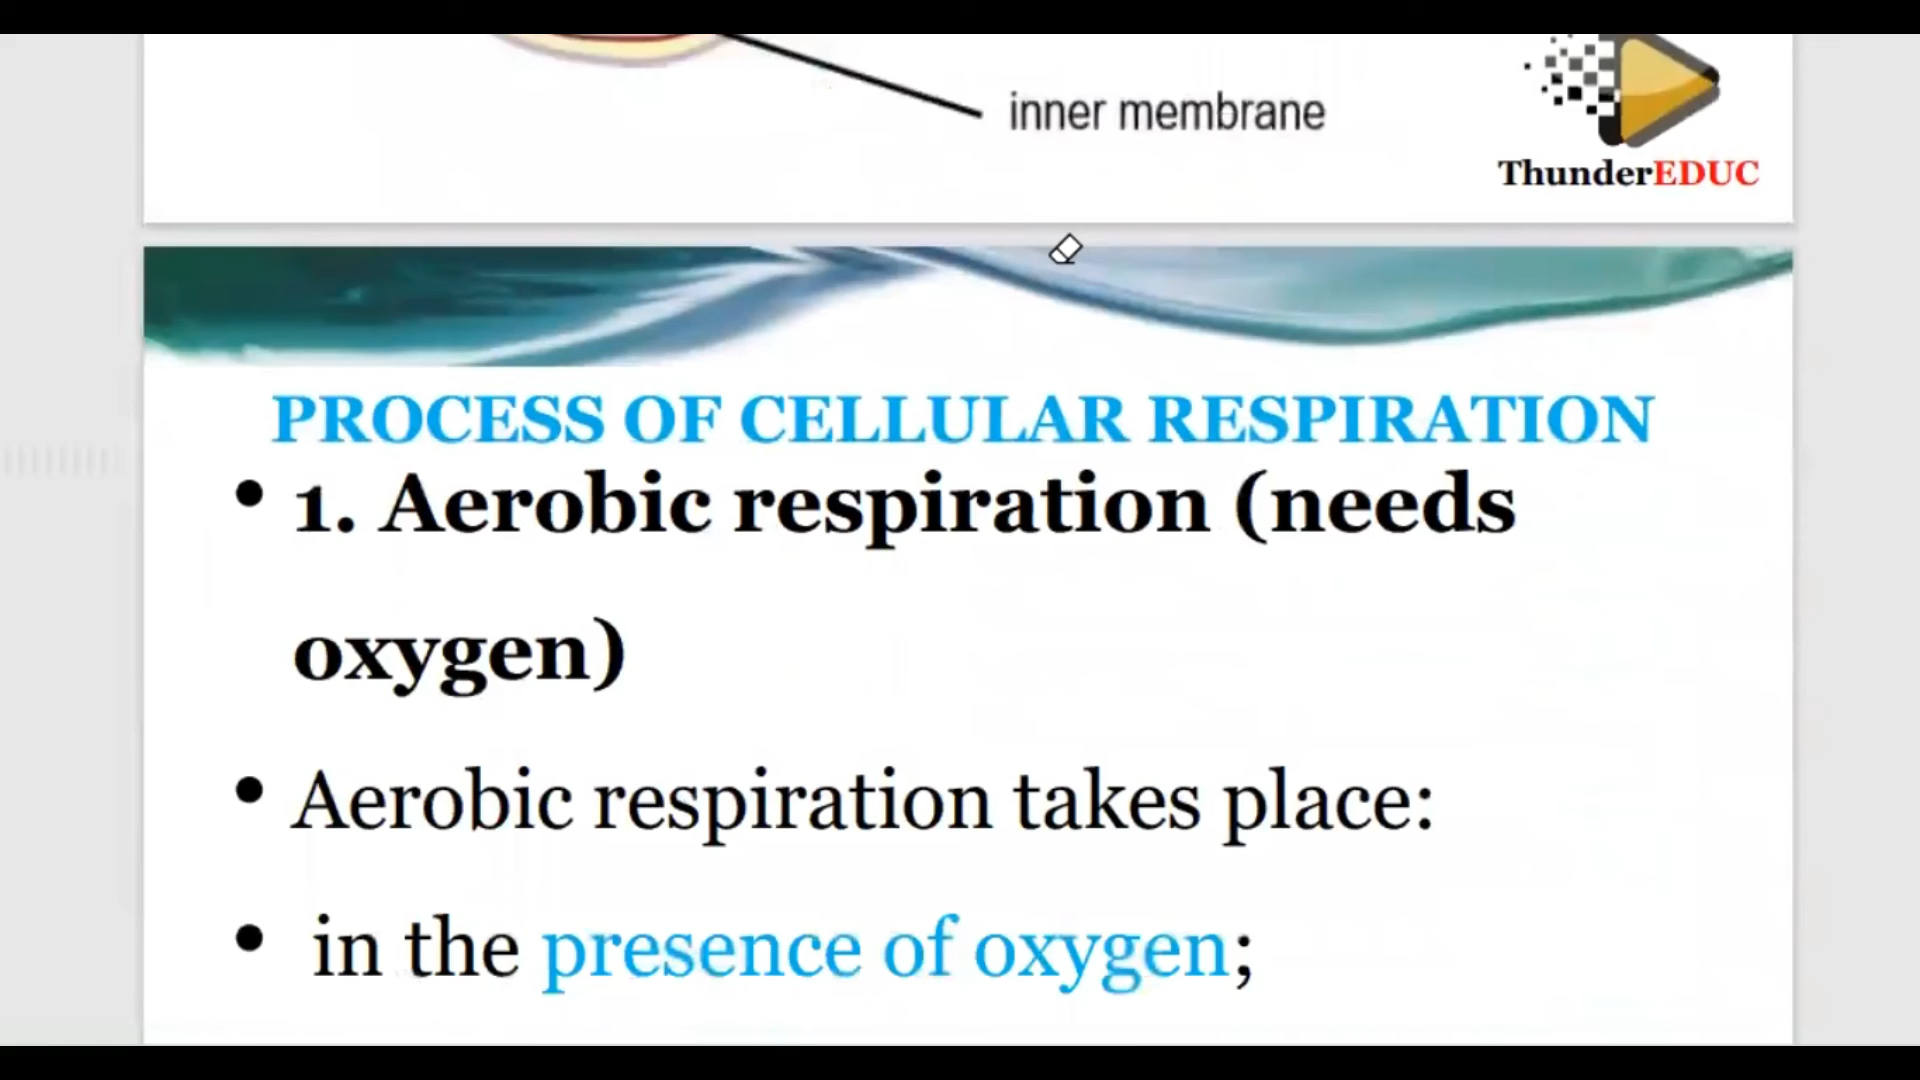 inner membrane
ThunderEDUC
PROCESS OF CELLULAR RESPIRATION
• 1. Aerobic respiration (needs
oxygen)
• Aerobic respiration takes place:
• in the presence of oxygen;